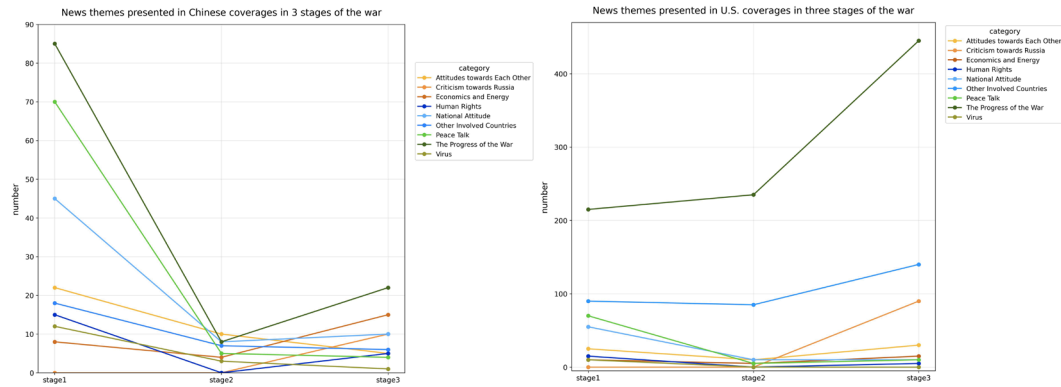 News themes presented in Chinese coverages in 3 stages of the war
90
80
70
60
50
40
30
20
10
0
number
stage1
stage2
stage3
category
Attitudes towards Each Other
Criticism towards Russia
Economics and Energy
Human Rights
National Attitude
Other Involved Countries
Peace Talk
The Progress of the War
Virus
News themes presented in U.S. coverages in three stages of the war
400
300
200
100
0
number
stage1
stage2
stage3
category
Attitudes towards Each Other
Criticism towards Russia
Economics and Energy
Human Rights
National Attitude
Other Involved Countries
Peace Talk
The Progress of the War
Virus